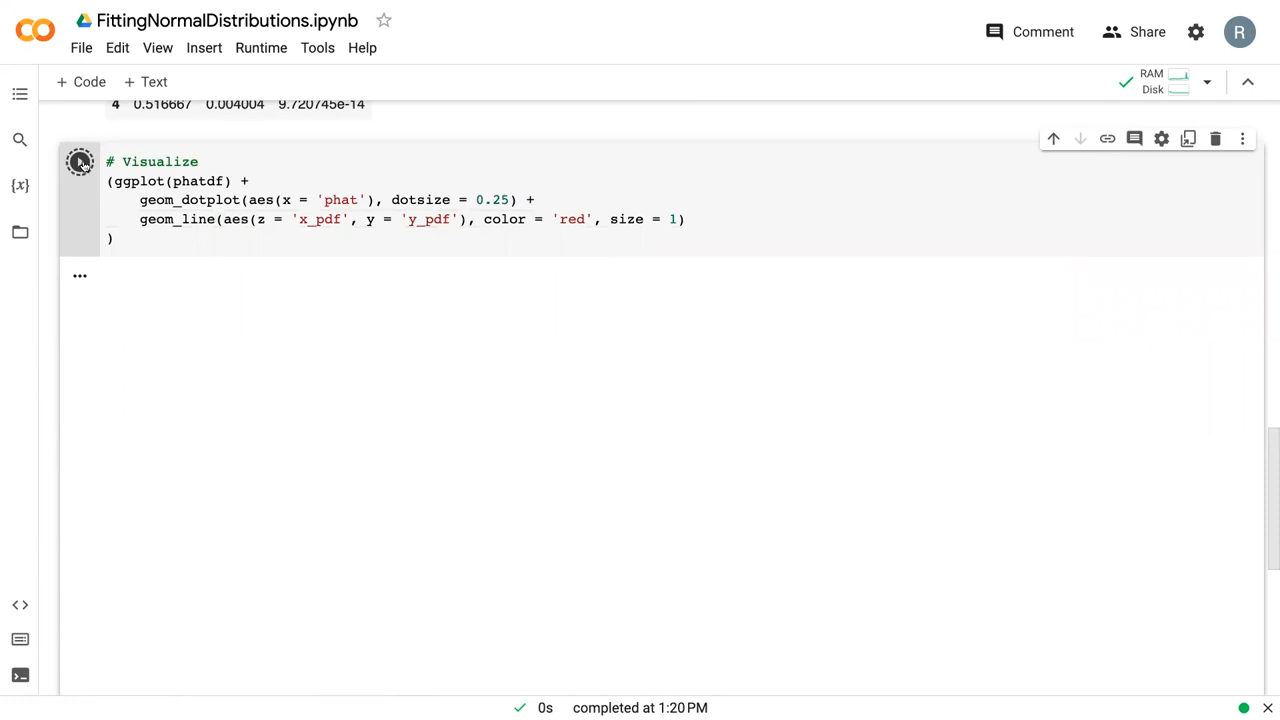 FittingNormalDistributions.ipynb
File Edit View Insert Runtime Tools Help
Comment
Share
R
+ Code + Text
RAM
Disk
4 0.516667 0.004004 9.720745e-14
# Visualize
(ggplot(phatdf) +
geom_dotplot(aes(x = 'phat'), dotsize = 0.25) +
geom_line(aes(z = 'x_pdf', y = 'y_pdf'), color = 'red', size = 1)
)
0s completed at 1:20 PM